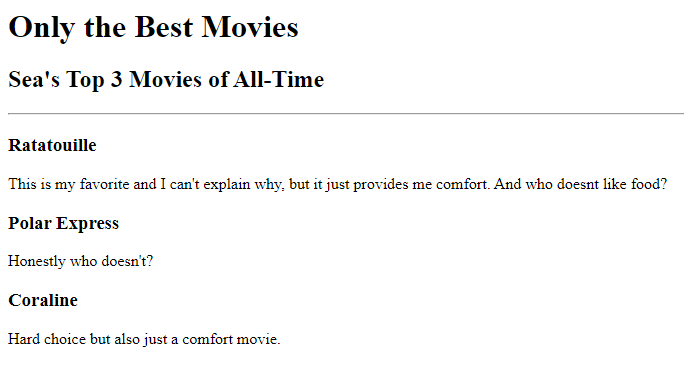 Only the Best Movies
Sea's Top 3 Movies of All-Time
Ratatouille
This is my favorite and I can't explain why, but it just provides me comfort. And who doesnt like food?
Polar Express
Honestly who doesn't?
Coraline
Hard choice but also just a comfort movie.